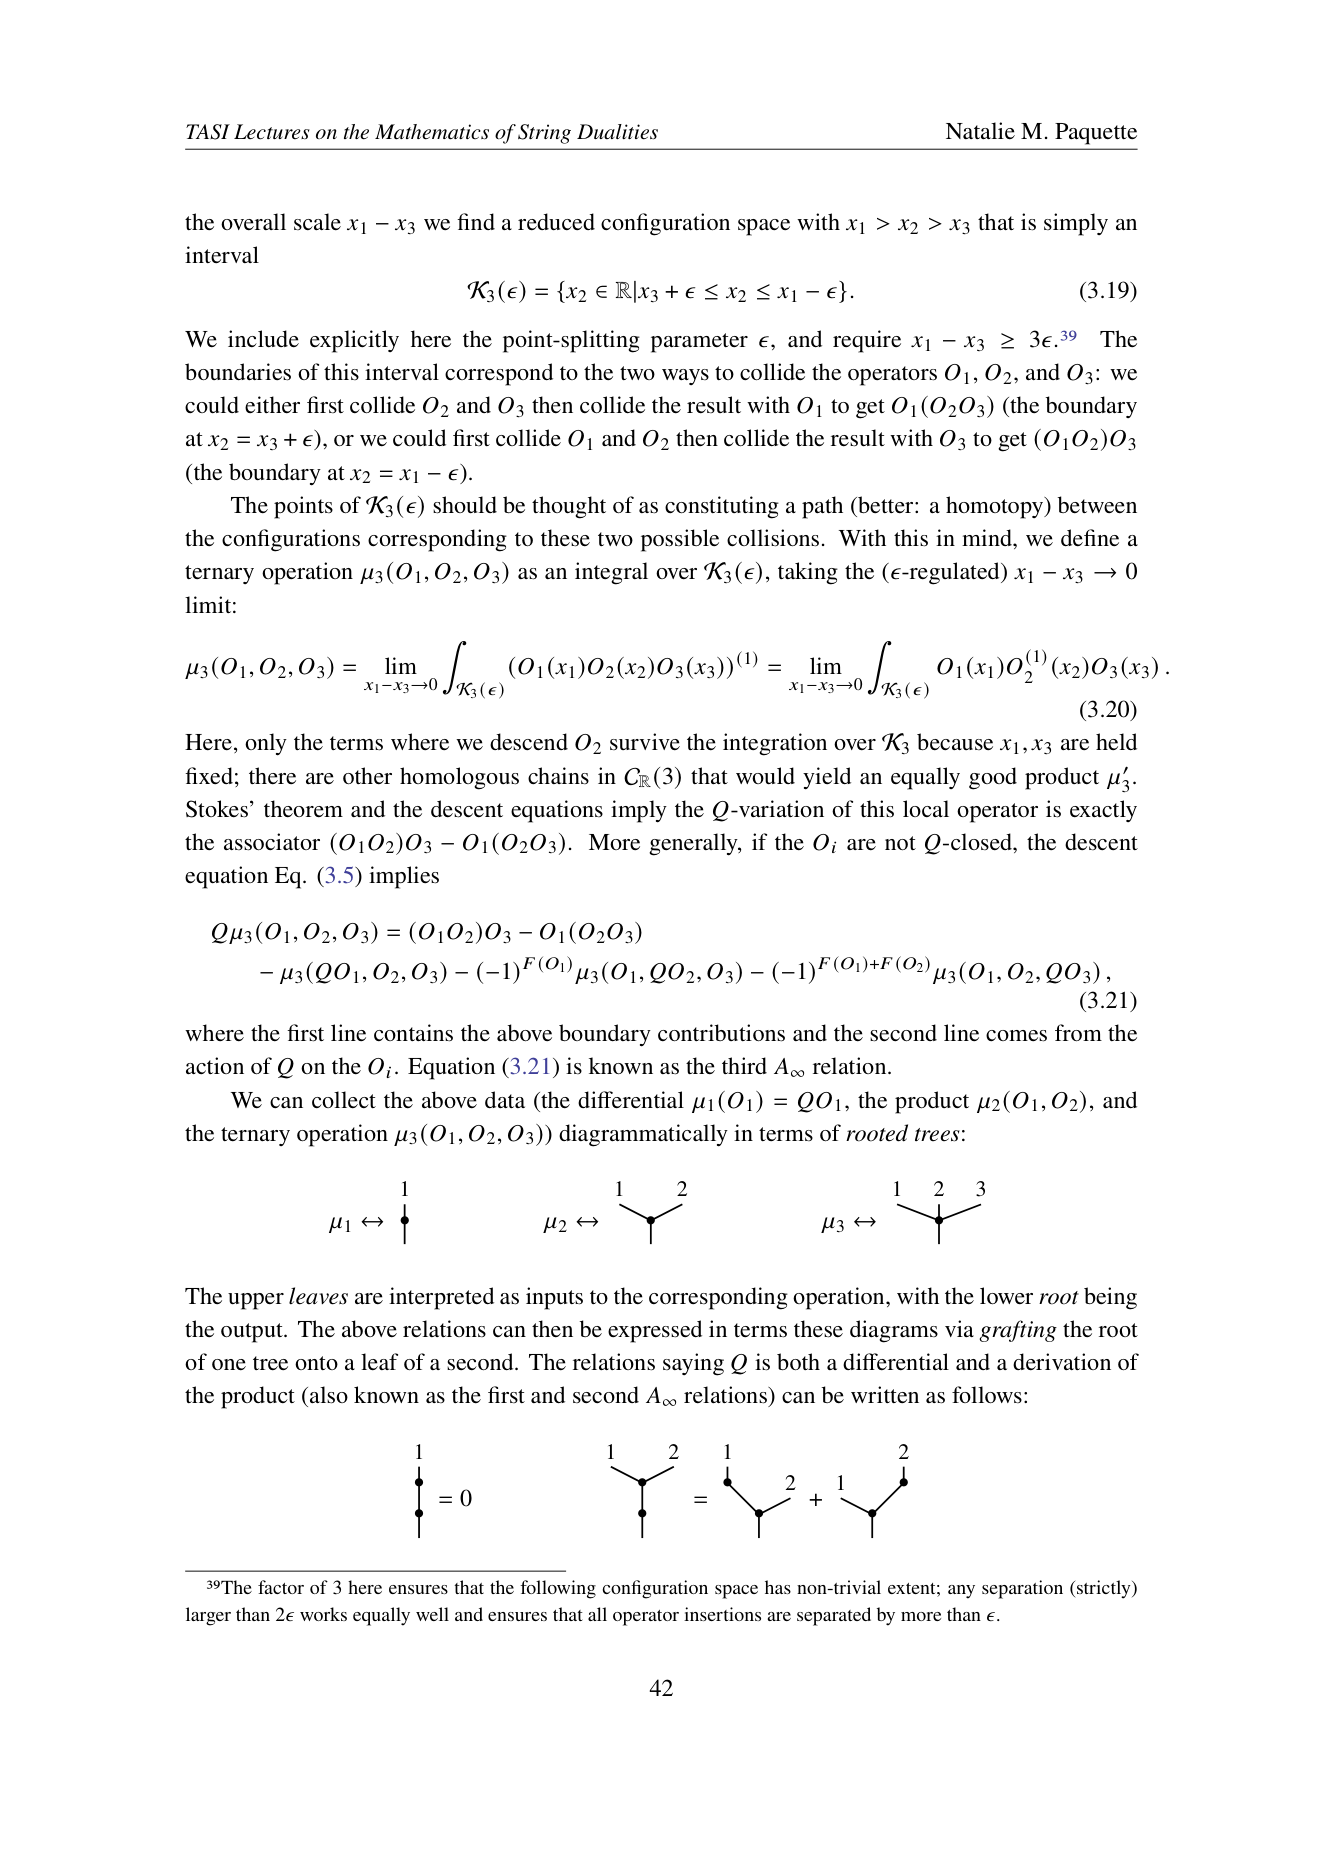 TASI Lectures on the Mathematics of String Dualities Natalie M. Paquette
the overall scale x₁ − x₃ we find a reduced configuration space with x₁ > x₂ > x₃ that is simply an
interval
𝒦₃(ϵ) = {x₂ ∈ ℝ|x₃ + ϵ ≤ x₂ ≤ x₁ − ϵ}. (3.19)
We include explicitly here the point-splitting parameter ϵ, and require x₁ − x₃ ≥ 3ϵ.³⁹ The
boundaries of this interval correspond to the two ways to collide the operators O₁, O₂, and O₃: we
could either first collide O₂ and O₃ then collide the result with O₁ to get O₁(O₂O₃) (the boundary
at x₂ = x₃ + ϵ), or we could first collide O₁ and O₂ then collide the result with O₃ to get (O₁O₂)O₃
(the boundary at x₂ = x₁ − ϵ).
The points of 𝒦₃(ϵ) should be thought of as constituting a path (better: a homotopy) between
the configurations corresponding to these two possible collisions. With this in mind, we define a
ternary operation μ₃(O₁, O₂, O₃) as an integral over 𝒦₃(ϵ), taking the (ϵ-regulated) x₁ − x₃ → 0
limit:
μ₃(O₁, O₂, O₃) = lim_{x₁−x₃→0} ∫_{𝒦₃(ϵ)} (O₁(x₁)O₂(x₂)O₃(x₃))⁽¹⁾ = lim_{x₁−x₃→0} ∫_{𝒦₃(ϵ)} O₁(x₁)O₂⁽¹⁾(x₂)O₃(x₃) .
(3.20)
Here, only the terms where we descend O₂ survive the integration over 𝒦₃ because x₁, x₃ are held
fixed; there are other homologous chains in 𝒞_ℝ(3) that would yield an equally good product μ₃′.
Stokes’ theorem and the descent equations imply the Q-variation of this local operator is exactly
the associator (O₁O₂)O₃ − O₁(O₂O₃). More generally, if the Oᵢ are not Q-closed, the descent
equation Eq. (3.5) implies
Qμ₃(O₁, O₂, O₃) = (O₁O₂)O₃ − O₁(O₂O₃)
− μ₃(QO₁, O₂, O₃) − (−1)^{F(O₁)} μ₃(O₁, QO₂, O₃) − (−1)^{F(O₁)+F(O₂)} μ₃(O₁, O₂, QO₃) ,
(3.21)
where the first line contains the above boundary contributions and the second line comes from the
action of Q on the Oᵢ. Equation (3.21) is known as the third A∞ relation.
We can collect the above data (the differential μ₁(O₁) = QO₁, the product μ₂(O₁, O₂), and
the ternary operation μ₃(O₁, O₂, O₃)) diagrammatically in terms of rooted trees:
1 1 2 1 2 3
μ₁ ↔ μ₂ ↔ μ₃ ↔
The upper leaves are interpreted as inputs to the corresponding operation, with the lower root being
the output. The above relations can then be expressed in terms these diagrams via grafting the root
of one tree onto a leaf of a second. The relations saying Q is both a differential and a derivation of
the product (also known as the first and second A∞ relations) can be written as follows:
1 1 2 1 2
2 1
= 0 = +
³⁹The factor of 3 here ensures that the following configuration space has non-trivial extent; any separation (strictly)
larger than 2ϵ works equally well and ensures that all operator insertions are separated by more than ϵ.
42